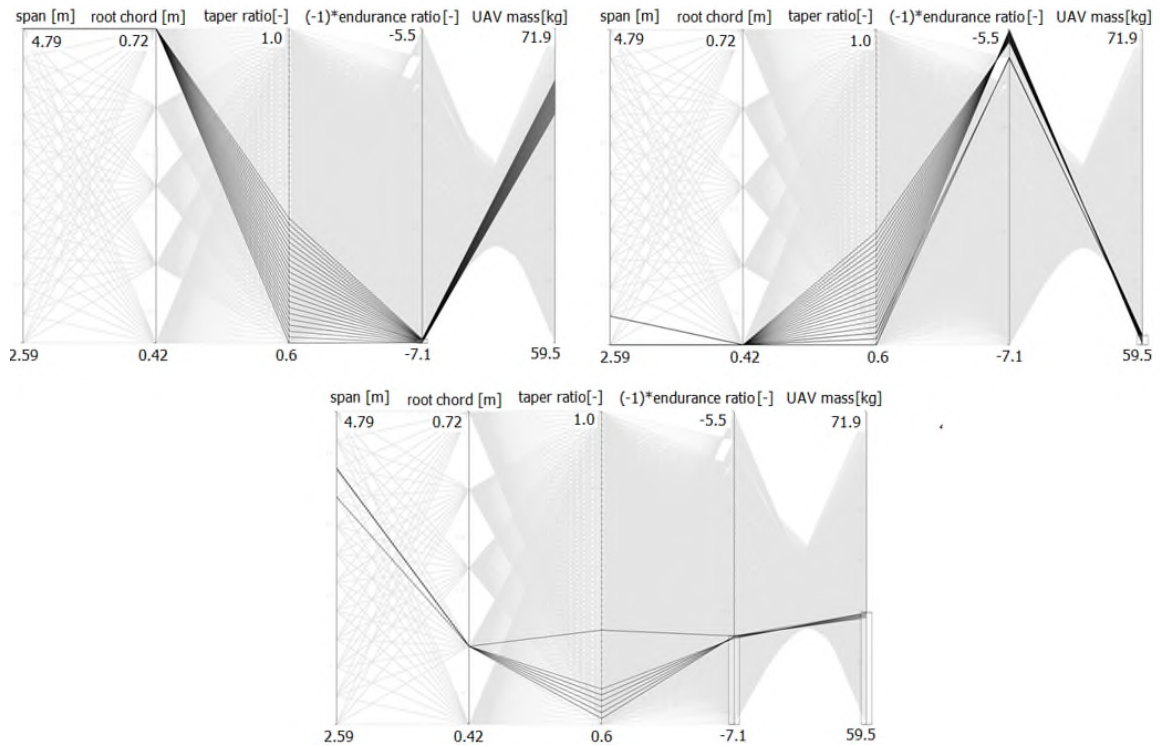 span [m] root chord [m] taper ratio[-] (-1)*endurance ratio [-] UAV mass[kg]
4.79 0.72 1.0 -5.5 71.9
2.59 0.42 0.6 -7.1 59.5
span [m] root chord [m] taper ratio[-] (-1)*endurance ratio[-] UAV mass[kg]
4.79 0.72 1.0 -5.5 71.9
2.59 0.42 0.6 -7.1 59.5
span [m] root chord [m] taper ratio[-] (-1)*endurance ratio[-] UAV mass[kg]
4.79 0.72 1.0 -5.5 71.9
2.59 0.42 0.6 -7.1 59.5